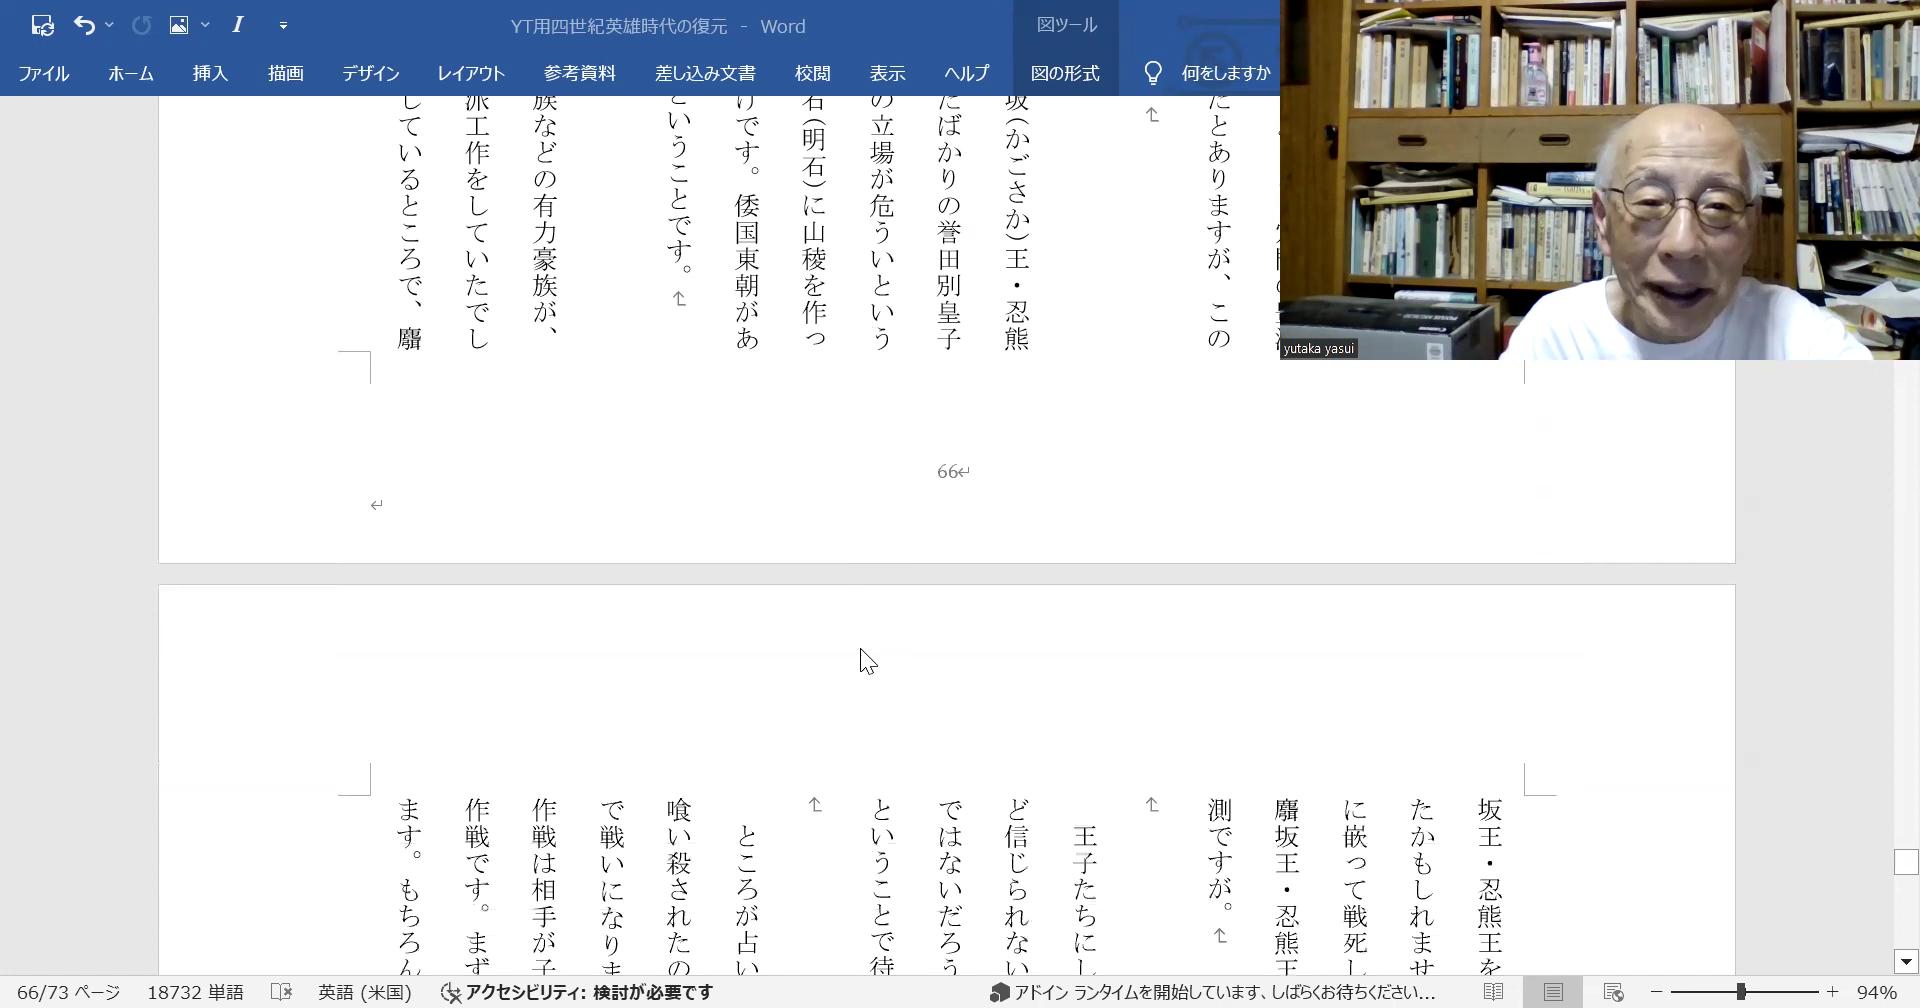 YT用四世紀英雄時代の復元 - Word
図ツール
ファイル ホーム 挿入 描画 デザイン レイアウト 参考資料 差し込み文書 校閲 表示 ヘルプ 図の形式 何をしますか
yutaka yasui
たとありますが、この
坂(かごさか)王・忍熊
たばかりの誉田別皇子
の立場が危ういという
石(明石)に山稜を作っ
けです。倭国東朝があ
ということです。
族などの有力豪族が、
派工作をしていたでし
しているところで、麛
66
坂王・忍熊王を
たかもしれませ
に嵌って戦死し
麛坂王・忍熊王
測ですが。
王子たちにし
ど信じられない
ではないだろう
ということで待
ところが占い
喰い殺されたの
で戦いになりま
作戦は相手が子
作戦です。まず
ます。もちろん
66/73 ページ 18732 単語 英語 (米国) アクセシビリティ: 検討が必要です アドイン ランタイムを開始しています、しばらくお待ちください... 94%